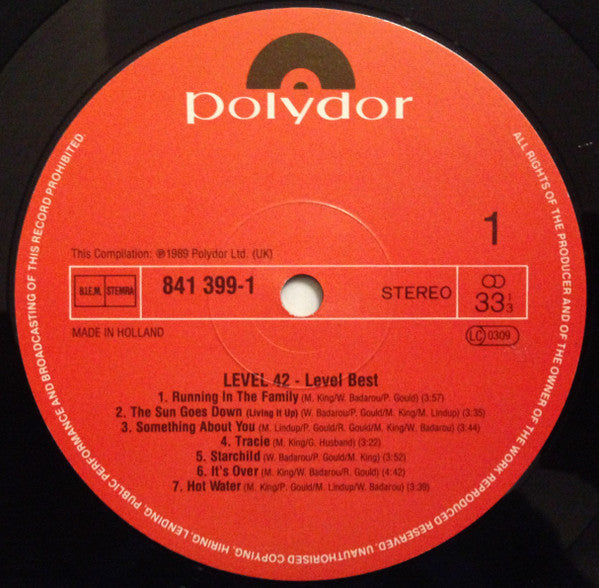 polydor
1
This Compilation: ℗1989 Polydor Ltd. (UK)
B.I.E.M. STEMRA
841 399-1
STEREO
33 1/3
MADE IN HOLLAND
LC 0309
LEVEL 42 - Level Best
1. Running In The Family (M. King/W. Badarou/P. Gould) (3:57)
2. The Sun Goes Down (Living It Up) (W. Badarou/P. Gould/M. King/M. Lindup) (3:35)
3. Something About You (M. Lindup/P. Gould/R. Gould/M. King/W. Badarou) (3:44)
4. Tracie (M. King/G. Husband) (3:22)
5. Starchild (W. Badarou/P. Gould/M. King) (3:52)
6. It's Over (M. King/W. Badarou/R. Gould) (4:42)
7. Hot Water (M. King/P. Gould/M. Lindup/W. Badarou) (3:39)
ALL RIGHTS OF THE PRODUCER AND OF THE OWNER OF THE WORK REPRODUCED RESERVED. UNAUTHORISED COPYING, HIRING, LENDING, PUBLIC PERFORMANCE AND BROADCASTING OF THIS RECORD PROHIBITED.